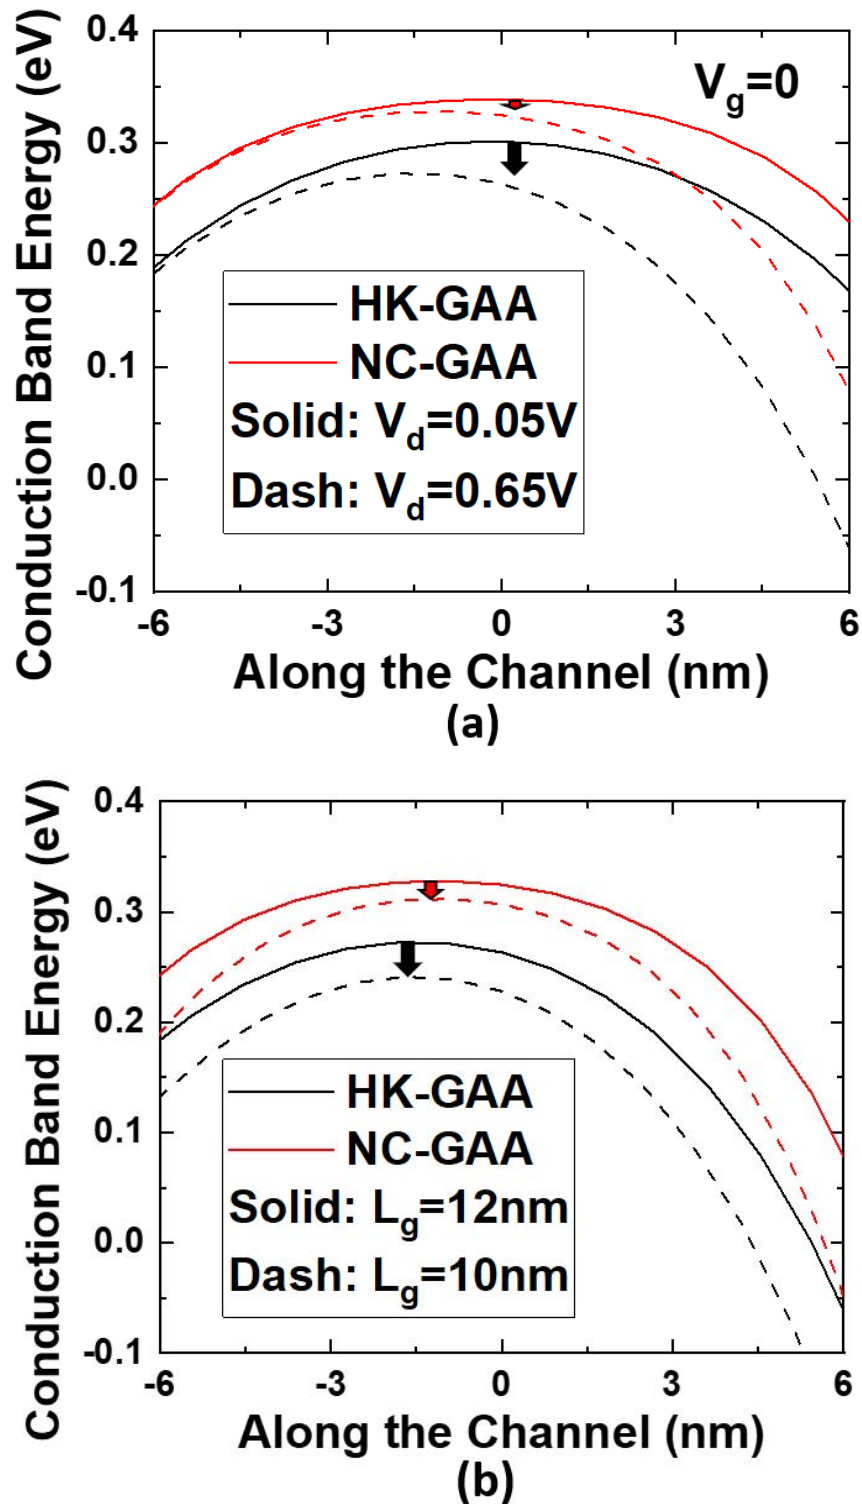 Conduction Band Energy (eV)
0.4
0.3
0.2
0.1
0.0
-0.1
V_g=0
HK-GAA
NC-GAA
Solid: V_d=0.05V
Dash: V_d=0.65V
-6 -3 0 3 6
Along the Channel (nm)
(a)
Conduction Band Energy (eV)
0.4
0.3
0.2
0.1
0.0
-0.1
HK-GAA
NC-GAA
Solid: L_g=12nm
Dash: L_g=10nm
-6 -3 0 3 6
Along the Channel (nm)
(b)